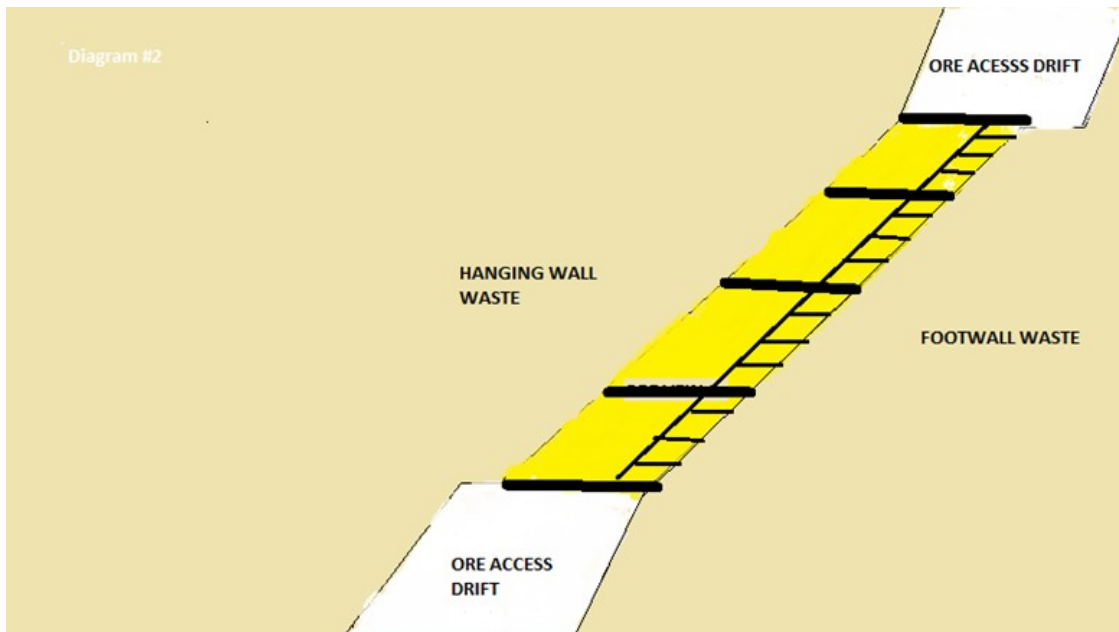 Diagram #2
ORE ACESSS DRIFT
HANGING WALL
WASTE
FOOTWALL WASTE
ORE ACCESS
DRIFT